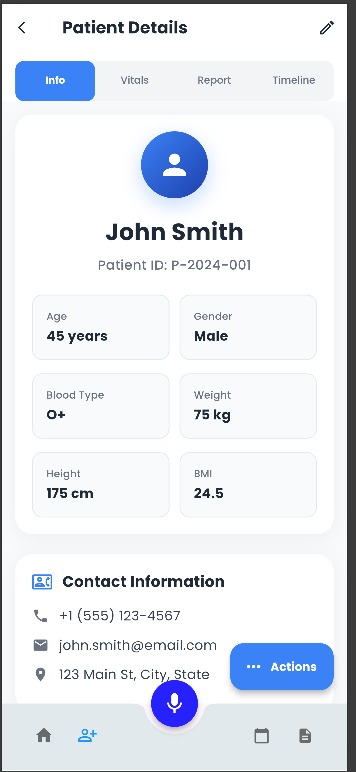 Patient Details
Info Vitals Report Timeline
John Smith
Patient ID: P-2024-001
Age Gender
45 years Male
Blood Type Weight
O+ 75 kg
Height BMI
175 cm 24.5
Contact Information
+1 (555) 123-4567
john.smith@email.com
123 Main St, City, State
Actions